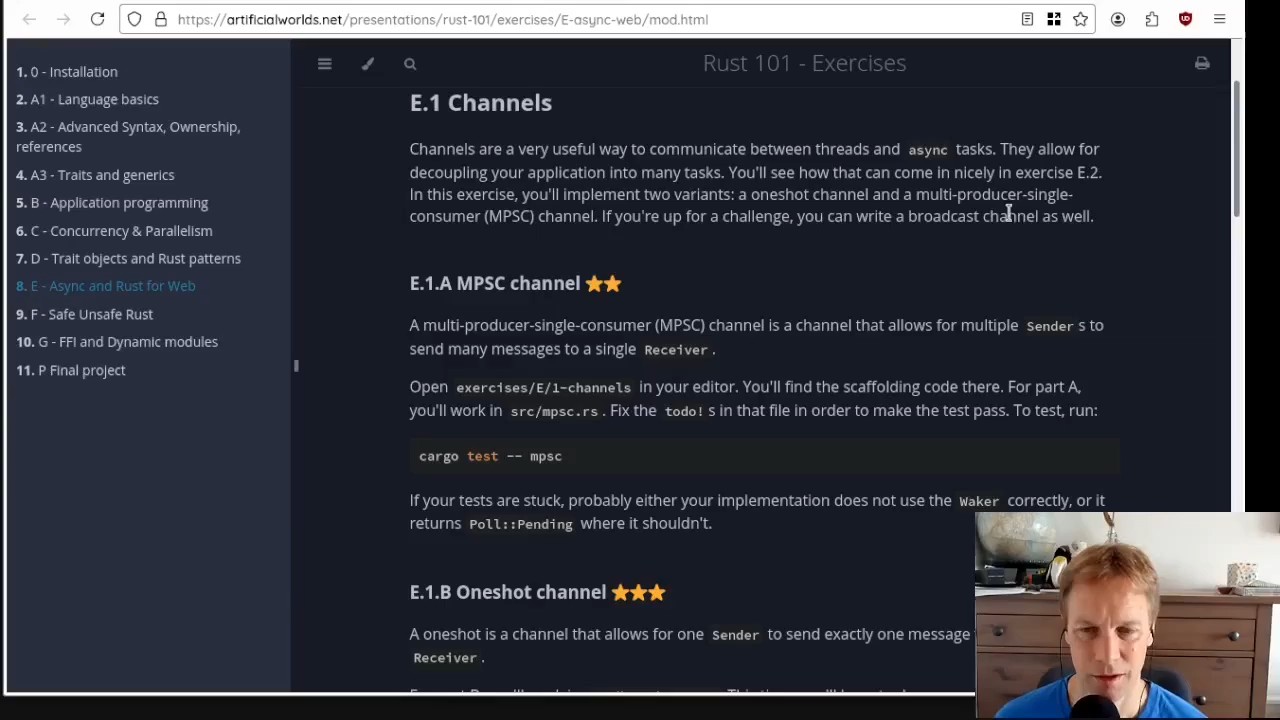 https://artificialworlds.net/presentations/rust-101/exercises/E-async-web/mod.html
1. 0 - Installation
2. A1 - Language basics
3. A2 - Advanced Syntax, Ownership,
references
4. A3 - Traits and generics
5. B - Application programming
6. C - Concurrency & Parallelism
7. D - Trait objects and Rust patterns
8. E - Async and Rust for Web
9. F - Safe Unsafe Rust
10. G - FFI and Dynamic modules
11. P Final project
Rust 101 - Exercises
E.1 Channels
Channels are a very useful way to communicate between threads and async tasks. They allow for
decoupling your application into many tasks. You'll see how that can come in nicely in exercise E.2.
In this exercise, you'll implement two variants: a oneshot channel and a multi-producer-single-
consumer (MPSC) channel. If you're up for a challenge, you can write a broadcast channel as well.
E.1.A MPSC channel ⭐⭐
A multi-producer-single-consumer (MPSC) channel is a channel that allows for multiple Sender s to
send many messages to a single Receiver .
Open exercises/E/1-channels in your editor. You'll find the scaffolding code there. For part A,
you'll work in src/mpsc.rs . Fix the todo! s in that file in order to make the test pass. To test, run:
cargo test -- mpsc
If your tests are stuck, probably either your implementation does not use the Waker correctly, or it
returns Poll::Pending where it shouldn't.
E.1.B Oneshot channel ⭐⭐⭐
A oneshot is a channel that allows for one Sender to send exactly one message
Receiver .